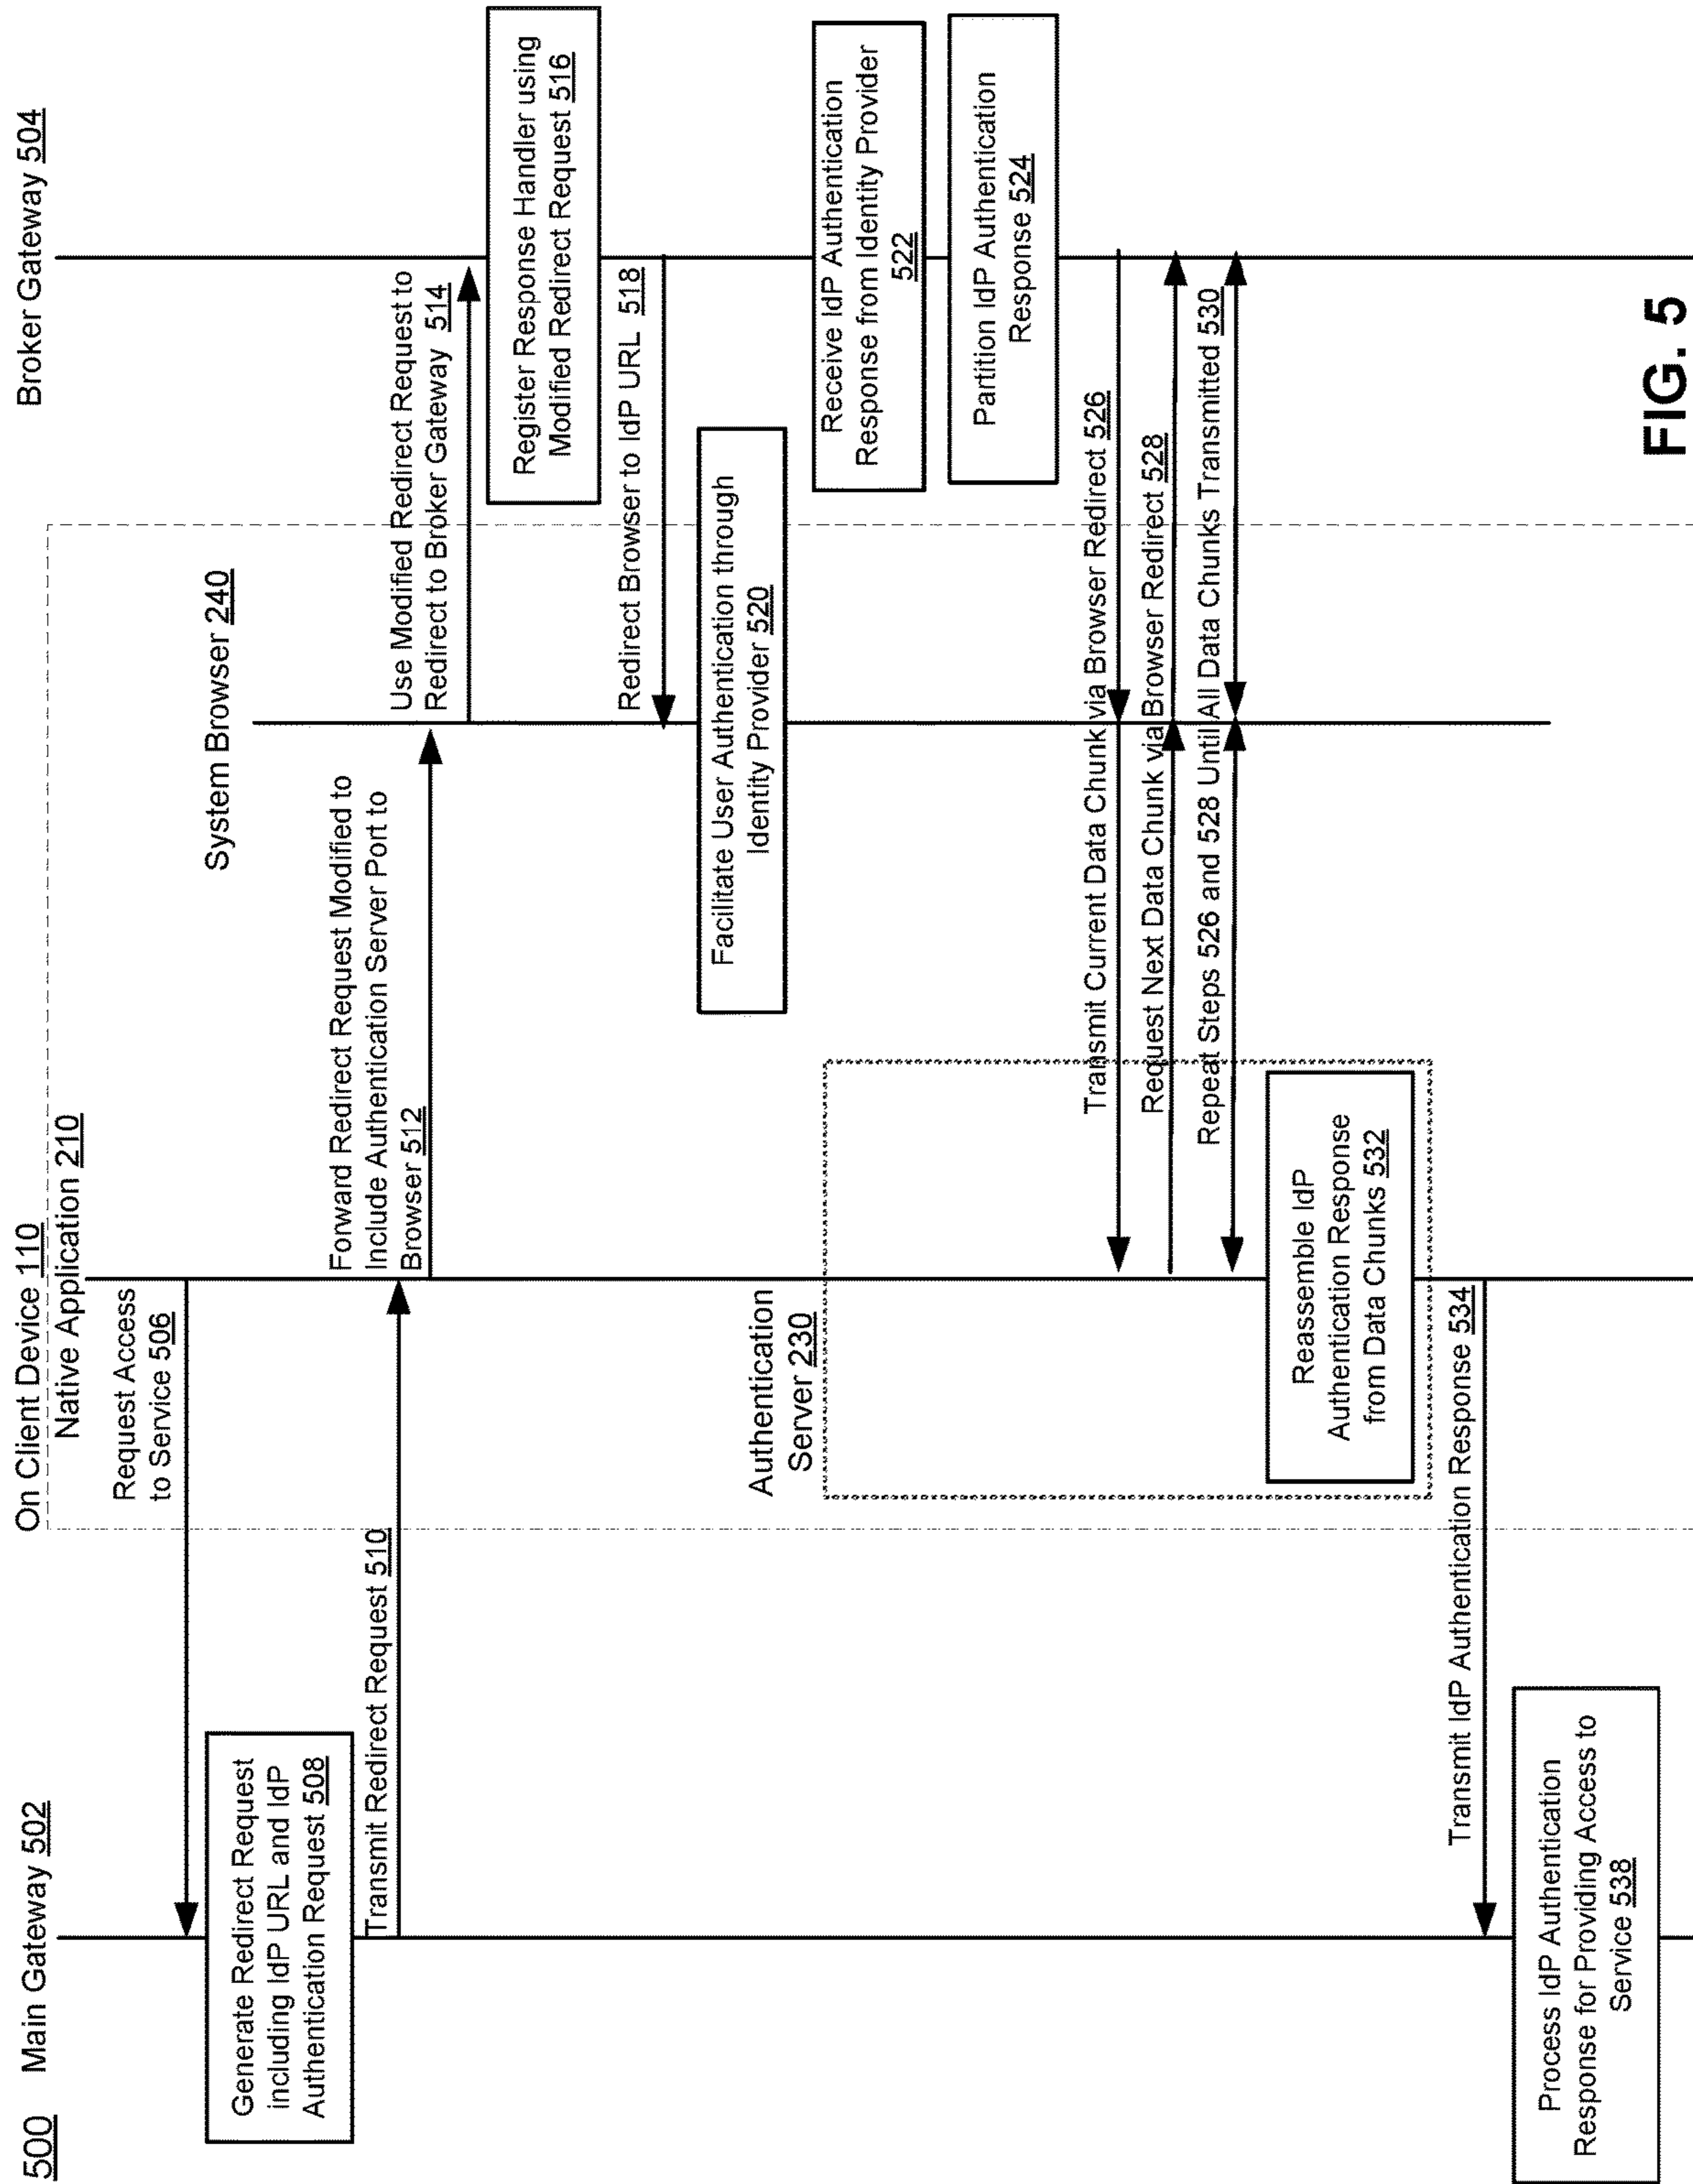 500
Main Gateway 502
On Client Device 110
Native Application 210
System Browser 240
Broker Gateway 504
Request Access
to Service 506
Generate Redirect Request
including IdP URL and IdP
Authentication Request 508
Transmit Redirect Request 510
Forward Redirect Request Modified to
Include Authentication Server Port to
Browser 512
Use Modified Redirect Request to
Redirect to Broker Gateway 514
Register Response Handler using
Modified Redirect Request 516
Redirect Browser to IdP URL 518
Facilitate User Authentication through
Identity Provider 520
Receive IdP Authentication
Response from Identity Provider
522
Partition IdP Authentication
Response 524
Authentication
Server 230
Transmit Current Data Chunk via Browser Redirect 526
Request Next Data Chunk via Browser Redirect 528
Repeat Steps 526 and 528 Until All Data Chunks Transmitted 530
Reassemble IdP
Authentication Response
from Data Chunks 532
Transmit IdP Authentication Response 534
Process IdP Authentication
Response for Providing Access to
Service 538
FIG. 5